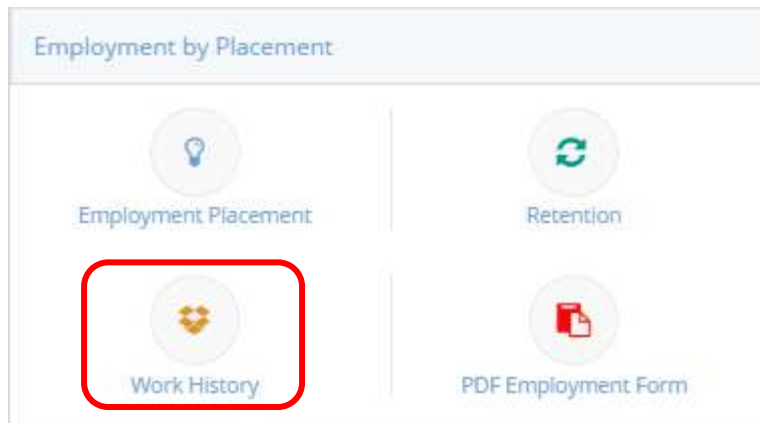 Employment by Placement
Employment Placement
Retention
Work History
PDF Employment Form